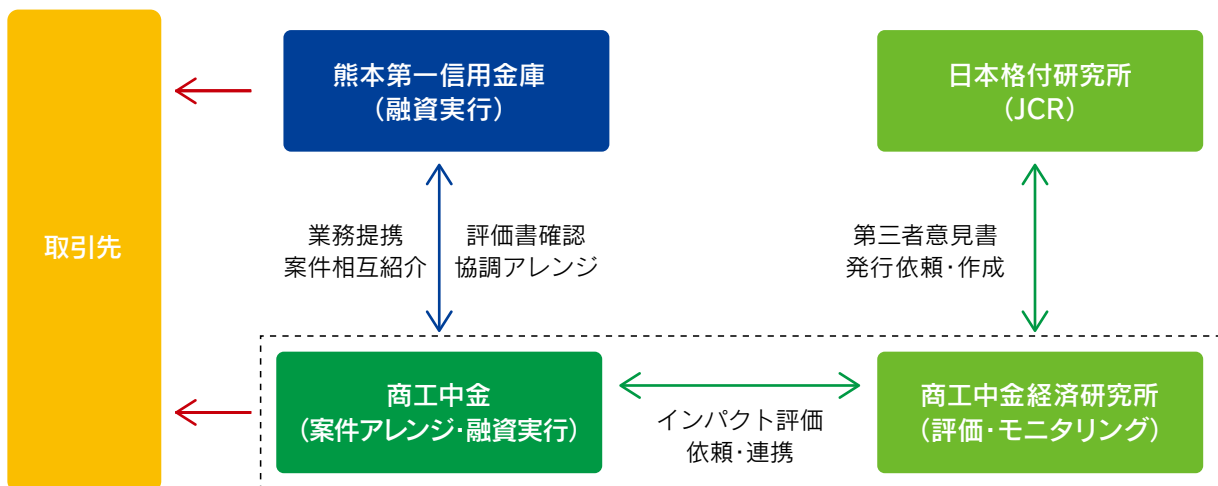 取引先
熊本第一信用金庫
（融資実行）
日本格付研究所
（JCR）
業務提携
案件相互紹介
評価書確認
協調アレンジ
第三者意見書
発行依頼・作成
商工中金
（案件アレンジ・融資実行）
インパクト評価
依頼・連携
商工中金経済研究所
（評価・モニタリング）